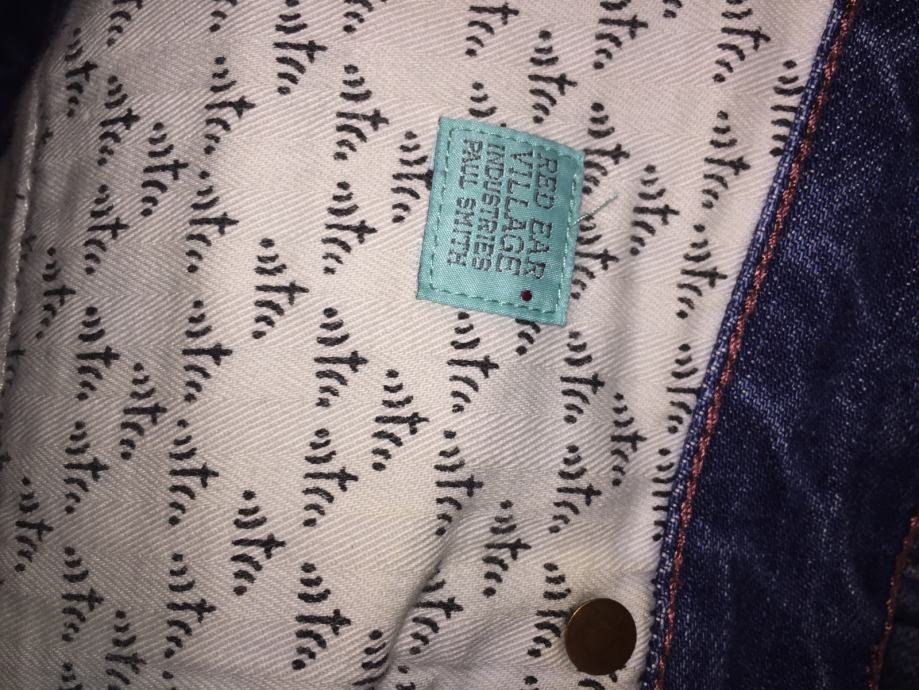 RED EAR
VILLAGE
INDUSTRIES
PAUL SMITH